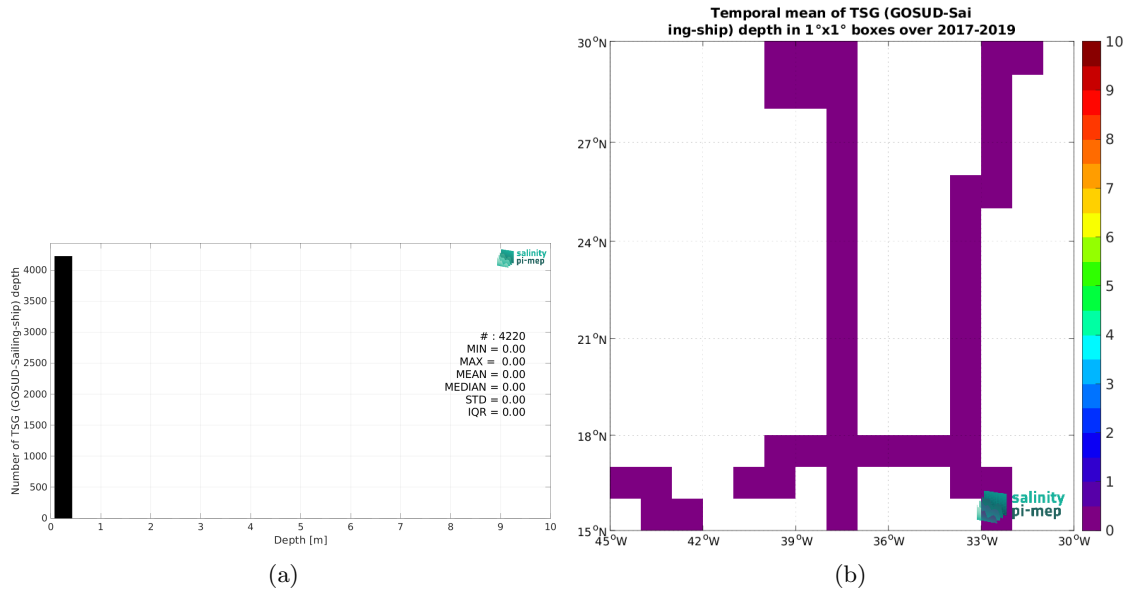 Number of TSG (GOSUD-Sailing-ship) depth
4000
3500
3000
2500
2000
1500
1000
500
0
0 1 2 3 4 5 6 7 8 9 10
Depth [m]
salinity
pi-mep
# : 4220
MIN = 0.00
MAX = 0.00
MEAN = 0.00
MEDIAN = 0.00
STD = 0.00
IQR = 0.00
(a)
Temporal mean of TSG (GOSUD-Sai
ing-ship) depth in 1°x1° boxes over 2017-2019
30°N
27°N
24°N
21°N
18°N
15°N
45°W 42°W 39°W 36°W 33°W 30°W
salinity
pi-mep
10
9
8
7
6
5
4
3
2
1
0
(b)